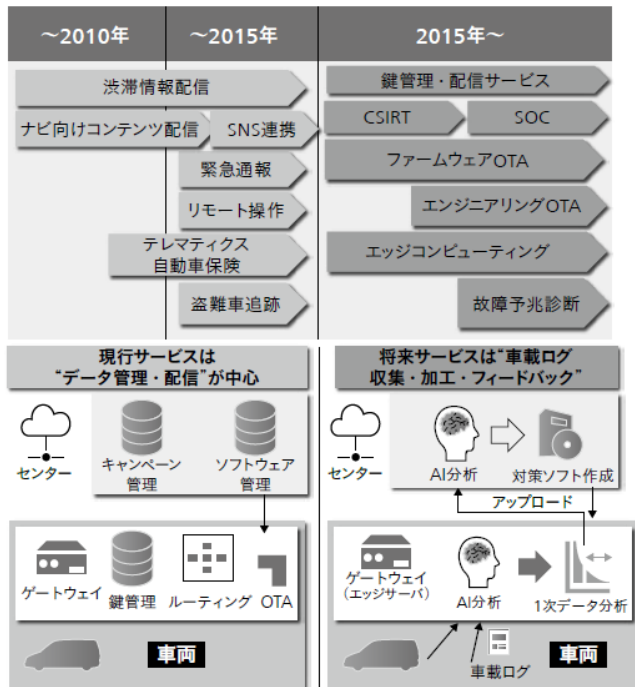 ～2010年
～2015年
2015年～
渋滞情報配信
ナビ向けコンテンツ配信
SNS連携
緊急通報
リモート操作
テレマティクス
自動車保険
盗難車追跡
鍵管理・配信サービス
CSIRT
SOC
ファームウェアOTA
エンジニアリングOTA
エッジコンピューティング
故障予兆診断
現行サービスは
“データ管理・配信”が中心
センター
キャンペーン
管理
ソフトウェア
管理
ゲートウェイ
鍵管理
ルーティング
OTA
車両
将来サービスは“車載ログ
収集・加工・フィードバック”
センター
AI分析
対策ソフト作成
アップロード
ゲートウェイ
（エッジサーバ）
AI分析
1次データ分析
車載ログ
車両